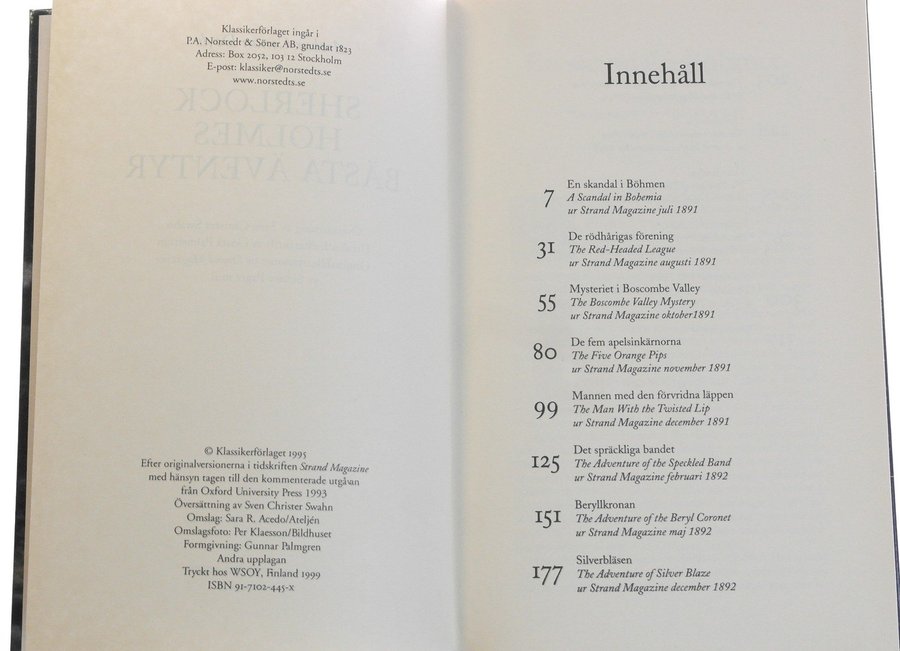 Klassikerförlaget ingår i
P.A. Norstedt & Söner AB, grundat 1823
Adress: Box 2052, 103 12 Stockholm
E-post: klassiker@norstedts.se
www.norstedts.se
SHERLOCK
HOLMES
BÄSTA ÄVENTYR
© Klassikerförlaget 1995
Efter originalversionerna i tidskriften Strand Magazine
med hänsyn tagen till den kommenterade utgåvan
från Oxford University Press 1993
Översättning av Sven Christer Swahn
Omslag: Sara R. Acedo/Ateljén
Omslagsfoto: Per Klaesson/Bildhuset
Formgivning: Gunnar Palmgren
Andra upplagan
Tryckt hos WSOY, Finland 1999
ISBN 91-7102-445-x
Innehåll
7 En skandal i Böhmen
A Scandal in Bohemia
ur Strand Magazine juli 1891
31 De rödhårigas förening
The Red-Headed League
ur Strand Magazine augusti 1891
55 Mysteriet i Boscombe Valley
The Boscombe Valley Mystery
ur Strand Magazine oktober1891
80 De fem apelsinkärnorna
The Five Orange Pips
ur Strand Magazine november 1891
99 Mannen med den förvridna läppen
The Man With the Twisted Lip
ur Strand Magazine december 1891
125 Det spräckliga bandet
The Adventure of the Speckled Band
ur Strand Magazine februari 1892
151 Beryllkronan
The Adventure of the Beryl Coronet
ur Strand Magazine maj 1892
177 Silverbläsen
The Adventure of Silver Blaze
ur Strand Magazine december 1892